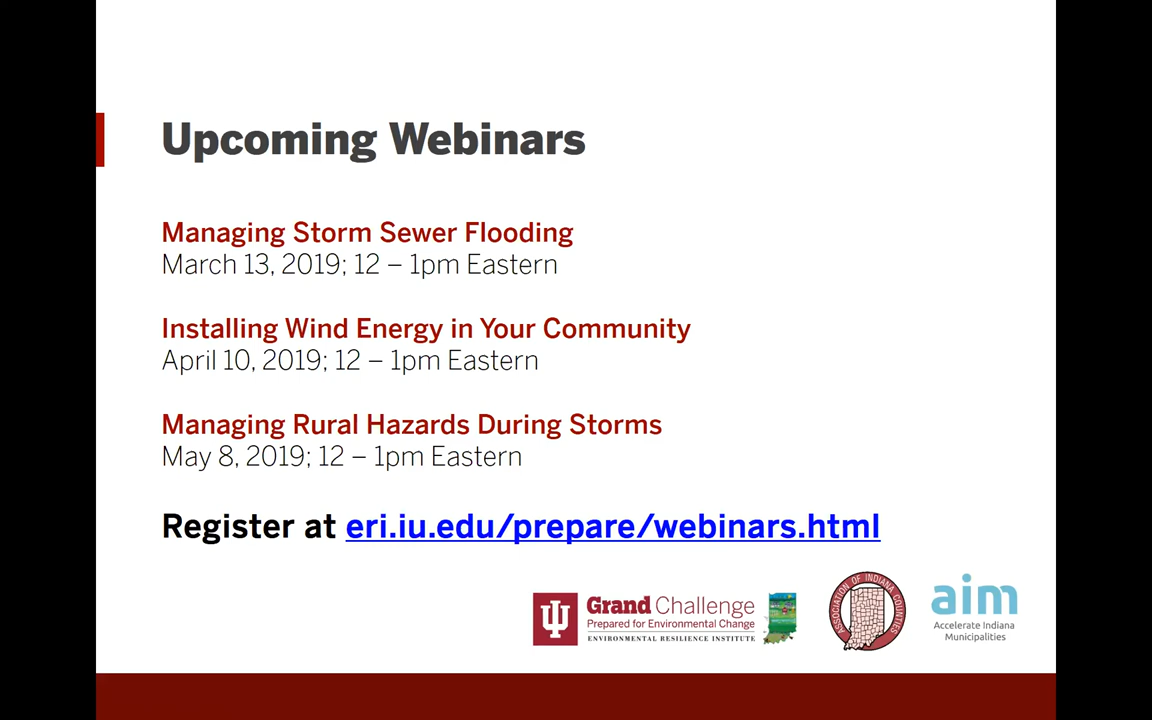 Upcoming Webinars
Managing Storm Sewer Flooding
March 13, 2019; 12 – 1pm Eastern
Installing Wind Energy in Your Community
April 10, 2019; 12 – 1pm Eastern
Managing Rural Hazards During Storms
May 8, 2019; 12 – 1pm Eastern
Register at eri.iu.edu/prepare/webinars.html
Grand Challenge
Prepared for Environmental Change
ENVIRONMENTAL RESILIENCE INSTITUTE
ASSOCIATION OF INDIANA COUNTIES
aim
Accelerate Indiana
Municipalities